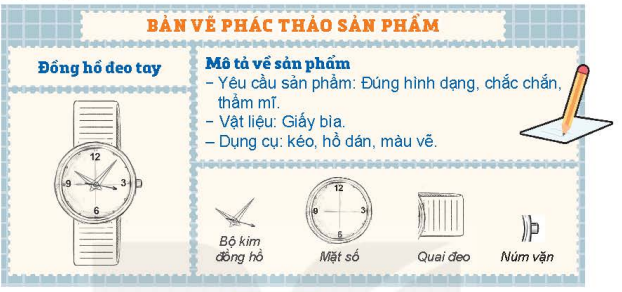 BẢN VẼ PHÁC THẢO SẢN PHẨM
Đồng hồ đeo tay
12
9
3
6
Mô tả về sản phẩm
– Yêu cầu sản phẩm: Đúng hình dạng, chắc chắn,
thẩm mĩ.
– Vật liệu: Giấy bìa.
– Dụng cụ: kéo, hồ dán, màu vẽ.
12
9
3
6
Bộ kim
đồng hồ
Mặt số
Quai đeo
Núm vặn